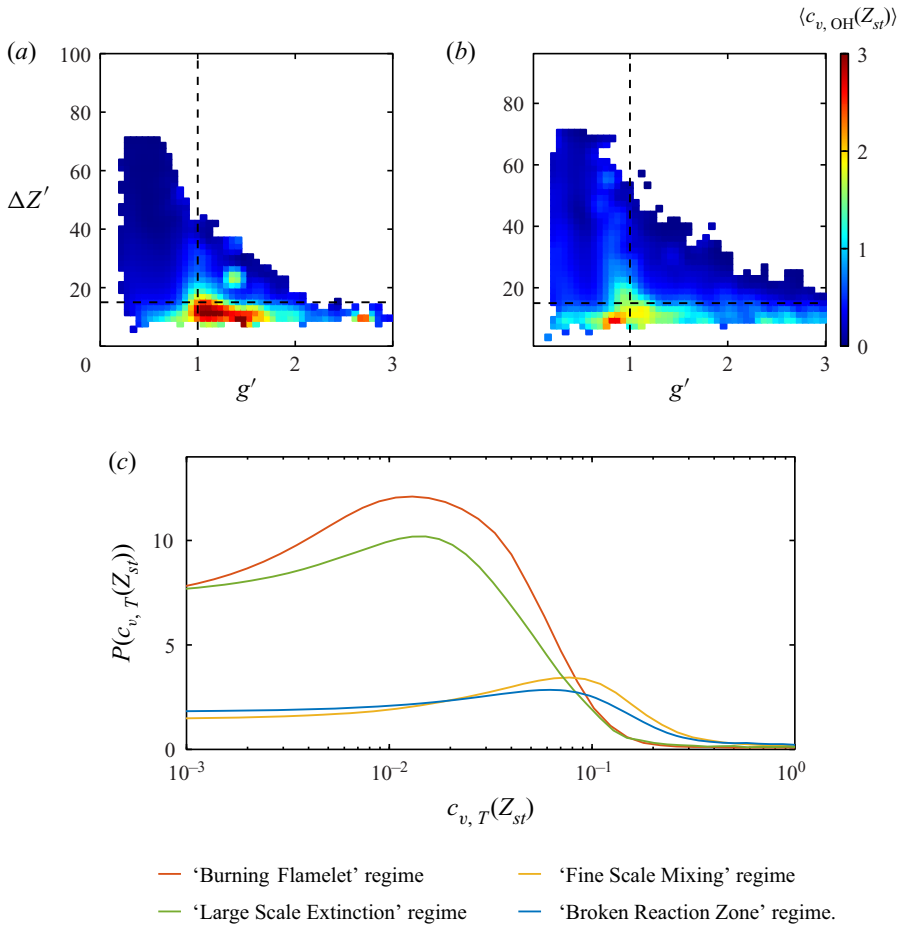 ⟨c_{v, OH}(Z_{st})⟩
(a) (b)
100
80
60
40
20
0
ΔZ′
1 2 3
g′
80
60
40
20
1 2 3
g′
3
2
1
0
(c)
10
5
0
P(c_{v, T}(Z_{st}))
10⁻³ 10⁻² 10⁻¹ 10⁰
c_{v, T}(Z_{st})
‘Burning Flamelet’ regime
‘Fine Scale Mixing’ regime
‘Large Scale Extinction’ regime
‘Broken Reaction Zone’ regime.